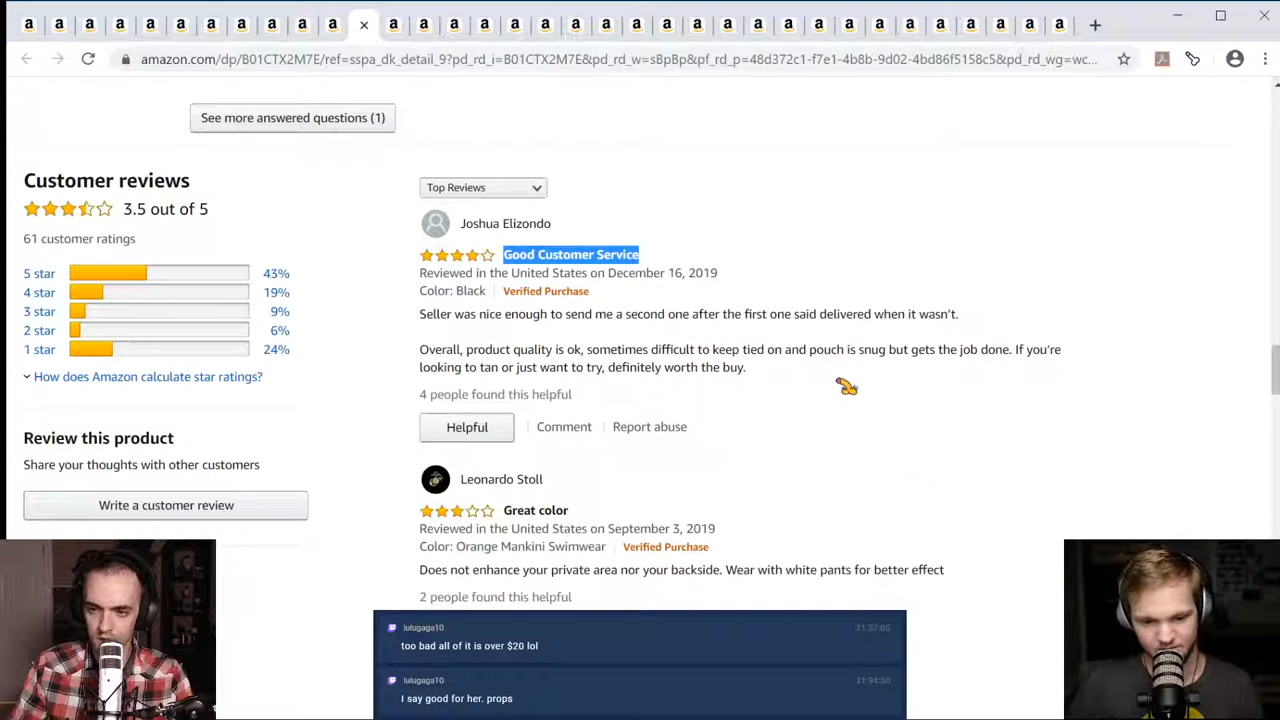 amazon.com/dp/B01CTX2M7E/ref=sspa_dk_detail_9?pd_rd_i=B01CTX2M7E&pd_rd_w=sBpBp&pf_rd_p=48d372c1-f7e1-4b8b-9d02-4bd86f5158c5&pd_rd_wg=wc...
See more answered questions (1)
Customer reviews
3.5 out of 5
61 customer ratings
5 star 43%
4 star 19%
3 star 9%
2 star 6%
1 star 24%
How does Amazon calculate star ratings?
Review this product
Share your thoughts with other customers
Write a customer review
Top Reviews
Joshua Elizondo
Good Customer Service
Reviewed in the United States on December 16, 2019
Color: Black Verified Purchase
Seller was nice enough to send me a second one after the first one said delivered when it wasn't.
Overall, product quality is ok, sometimes difficult to keep tied on and pouch is snug but gets the job done. If you're
looking to tan or just want to try, definitely worth the buy.
4 people found this helpful
Helpful Comment Report abuse
Leonardo Stoll
Great color
Reviewed in the United States on September 3, 2019
Color: Orange Mankini Swimwear Verified Purchase
Does not enhance your private area nor your backside. Wear with white pants for better effect
2 people found this helpful
lulugaga10 21:37:05
too bad all of it is over $20 lol
lulugaga10 21:34:50
I say good for her. props